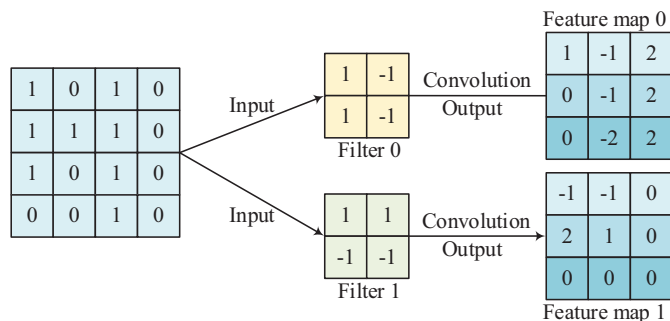 Feature map 0
1 0 1 0
1 1 1 0
1 0 1 0
0 0 1 0
Input
Input
1 -1
1 -1
Filter 0
Convolution
Output
1 -1 2
0 -1 2
0 -2 2
1 1
-1 -1
Filter 1
Convolution
Output
-1 -1 0
2 1 0
0 0 0
Feature map 1